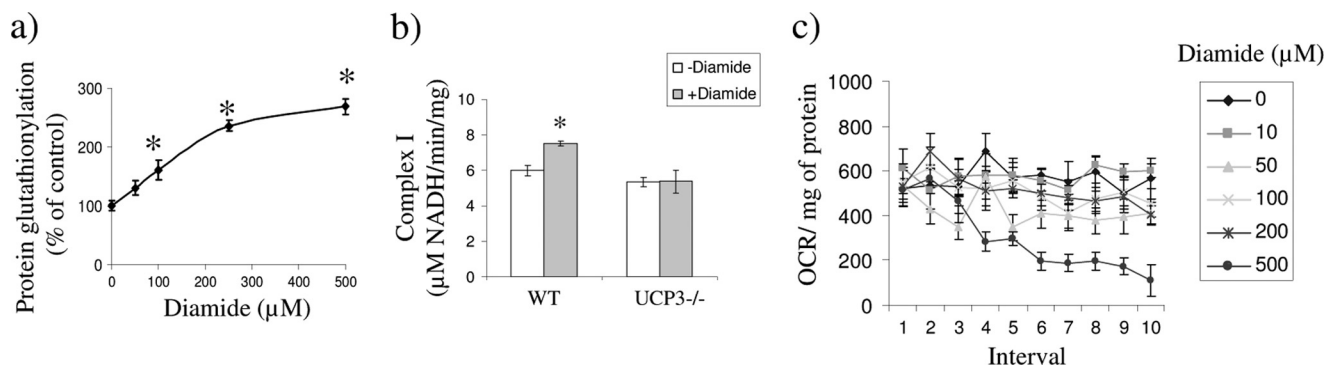 a)
Protein glutathionylation
(% of control)
300
200
100
0
*
*
*
0 100 200 300 400 500
Diamide (µM)
b)
-Diamide
+Diamide
Complex I
(µM NADH/min/mg)
10
8
6
4
2
0
*
WT UCP3-/-
c)
OCR/ mg of protein
1000
800
600
400
200
0
1 2 3 4 5 6 7 8 9 10
Interval
Diamide (µM)
0
10
50
100
200
500